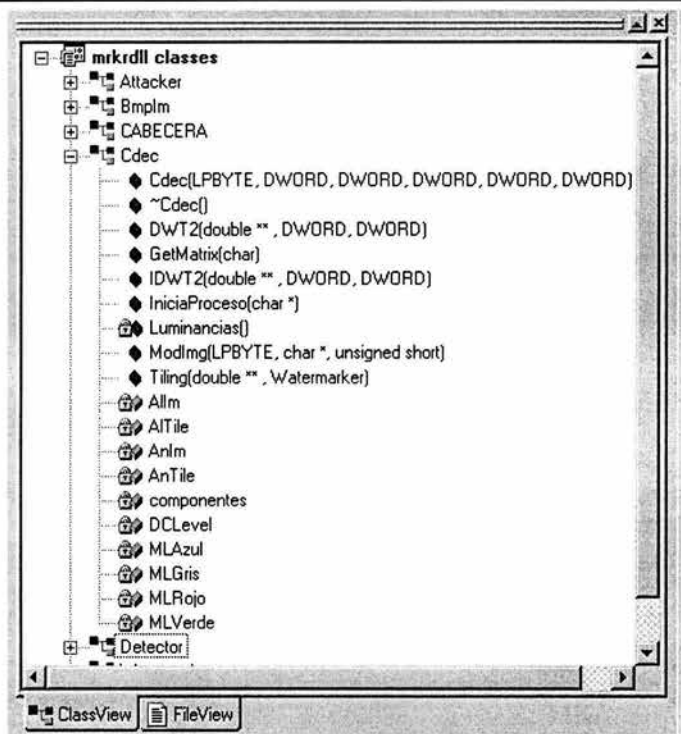 mrkrdll classes
Attacker
BmpIm
CABECERA
Cdec
Cdec(LPBYTE, DWORD, DWORD, DWORD, DWORD, DWORD)
~Cdec()
DWT2(double ** , DWORD, DWORD)
GetMatrix(char)
IDWT2(double ** , DWORD, DWORD)
IniciaProceso(char *)
Luminancias()
ModImg(LPBYTE, char *, unsigned short)
Tiling(double ** , Watermarker)
AlIm
AlTile
AnIm
AnTile
componentes
DCLevel
MLAzul
MLGris
MLRojo
MLVerde
Detector
ClassView FileView